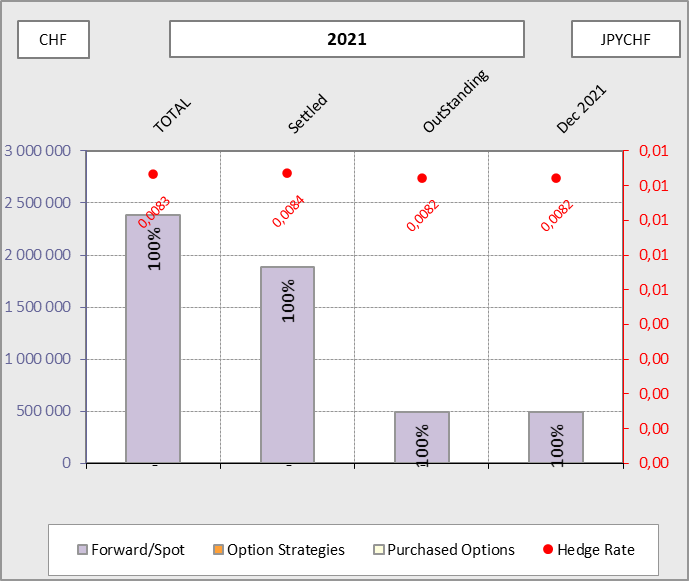 CHF
2021
JPYCHF
TOTAL
Settled
OutStanding
Dec 2021
3 000 000
2 500 000
2 000 000
1 500 000
1 000 000
500 000
0
0,01
0,01
0,01
0,01
0,01
0,00
0,00
0,00
0,00
0,00
0,0083
0,0084
0,0082
0,0082
100%
100%
100%
100%
-
-
Forward/Spot
Option Strategies
Purchased Options
Hedge Rate